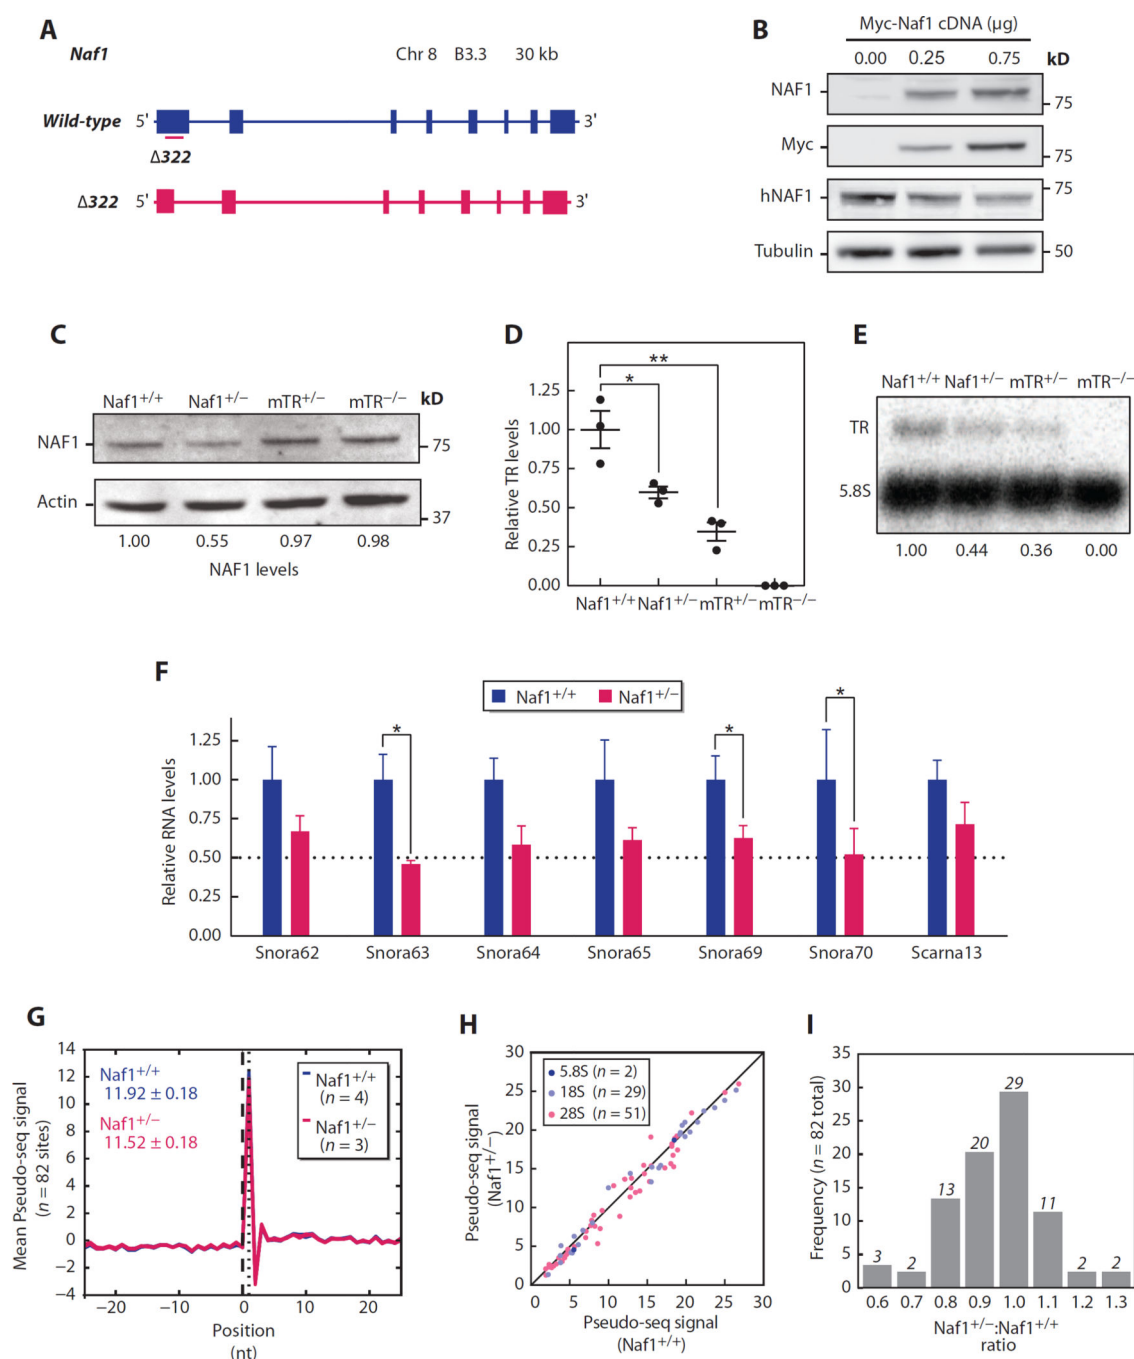 A
Naf1 Chr 8 B3.3 30 kb
Wild-type 5' 3'
Δ322
Δ322 5' 3'
B
Myc-Naf1 cDNA (μg)
0.00 0.25 0.75 kD
NAF1 75
Myc 75
hNAF1 75
Tubulin 50
C
Naf1+/+ Naf1+/– mTR+/– mTR–/– kD
NAF1 75
Actin 37
1.00 0.55 0.97 0.98
NAF1 levels
D
Relative TR levels
1.25
1.00
0.75
0.50
0.25
0.00
*
**
Naf1+/+ Naf1+/– mTR+/– mTR–/–
E
Naf1+/+ Naf1+/– mTR+/– mTR–/–
TR
5.8S
1.00 0.44 0.36 0.00
F
Naf1+/+ Naf1+/–
Relative RNA levels
1.25
1.00
0.75
0.50
0.25
0.00
* * *
Snora62 Snora63 Snora64 Snora65 Snora69 Snora70 Scarna13
G
Mean Pseudo-seq signal
(n = 82 sites)
14
12
10
8
6
4
2
0
−2
−4
Naf1+/+
11.92 ± 0.18
Naf1+/–
11.52 ± 0.18
Naf1+/+
(n = 4)
Naf1+/–
(n = 3)
−20 −10 0 10 20
Position
(nt)
H
Pseudo-seq signal
(Naf1+/–)
30
25
20
15
10
5
0
5.8S (n = 2)
18S (n = 29)
28S (n = 51)
0 5 10 15 20 25 30
Pseudo-seq signal
(Naf1+/+)
I
Frequency (n = 82 total)
35
30
25
20
15
10
5
0
3 2 13 20 29 11 2 2
0.6 0.7 0.8 0.9 1.0 1.1 1.2 1.3
Naf1+/–:Naf1+/+
ratio